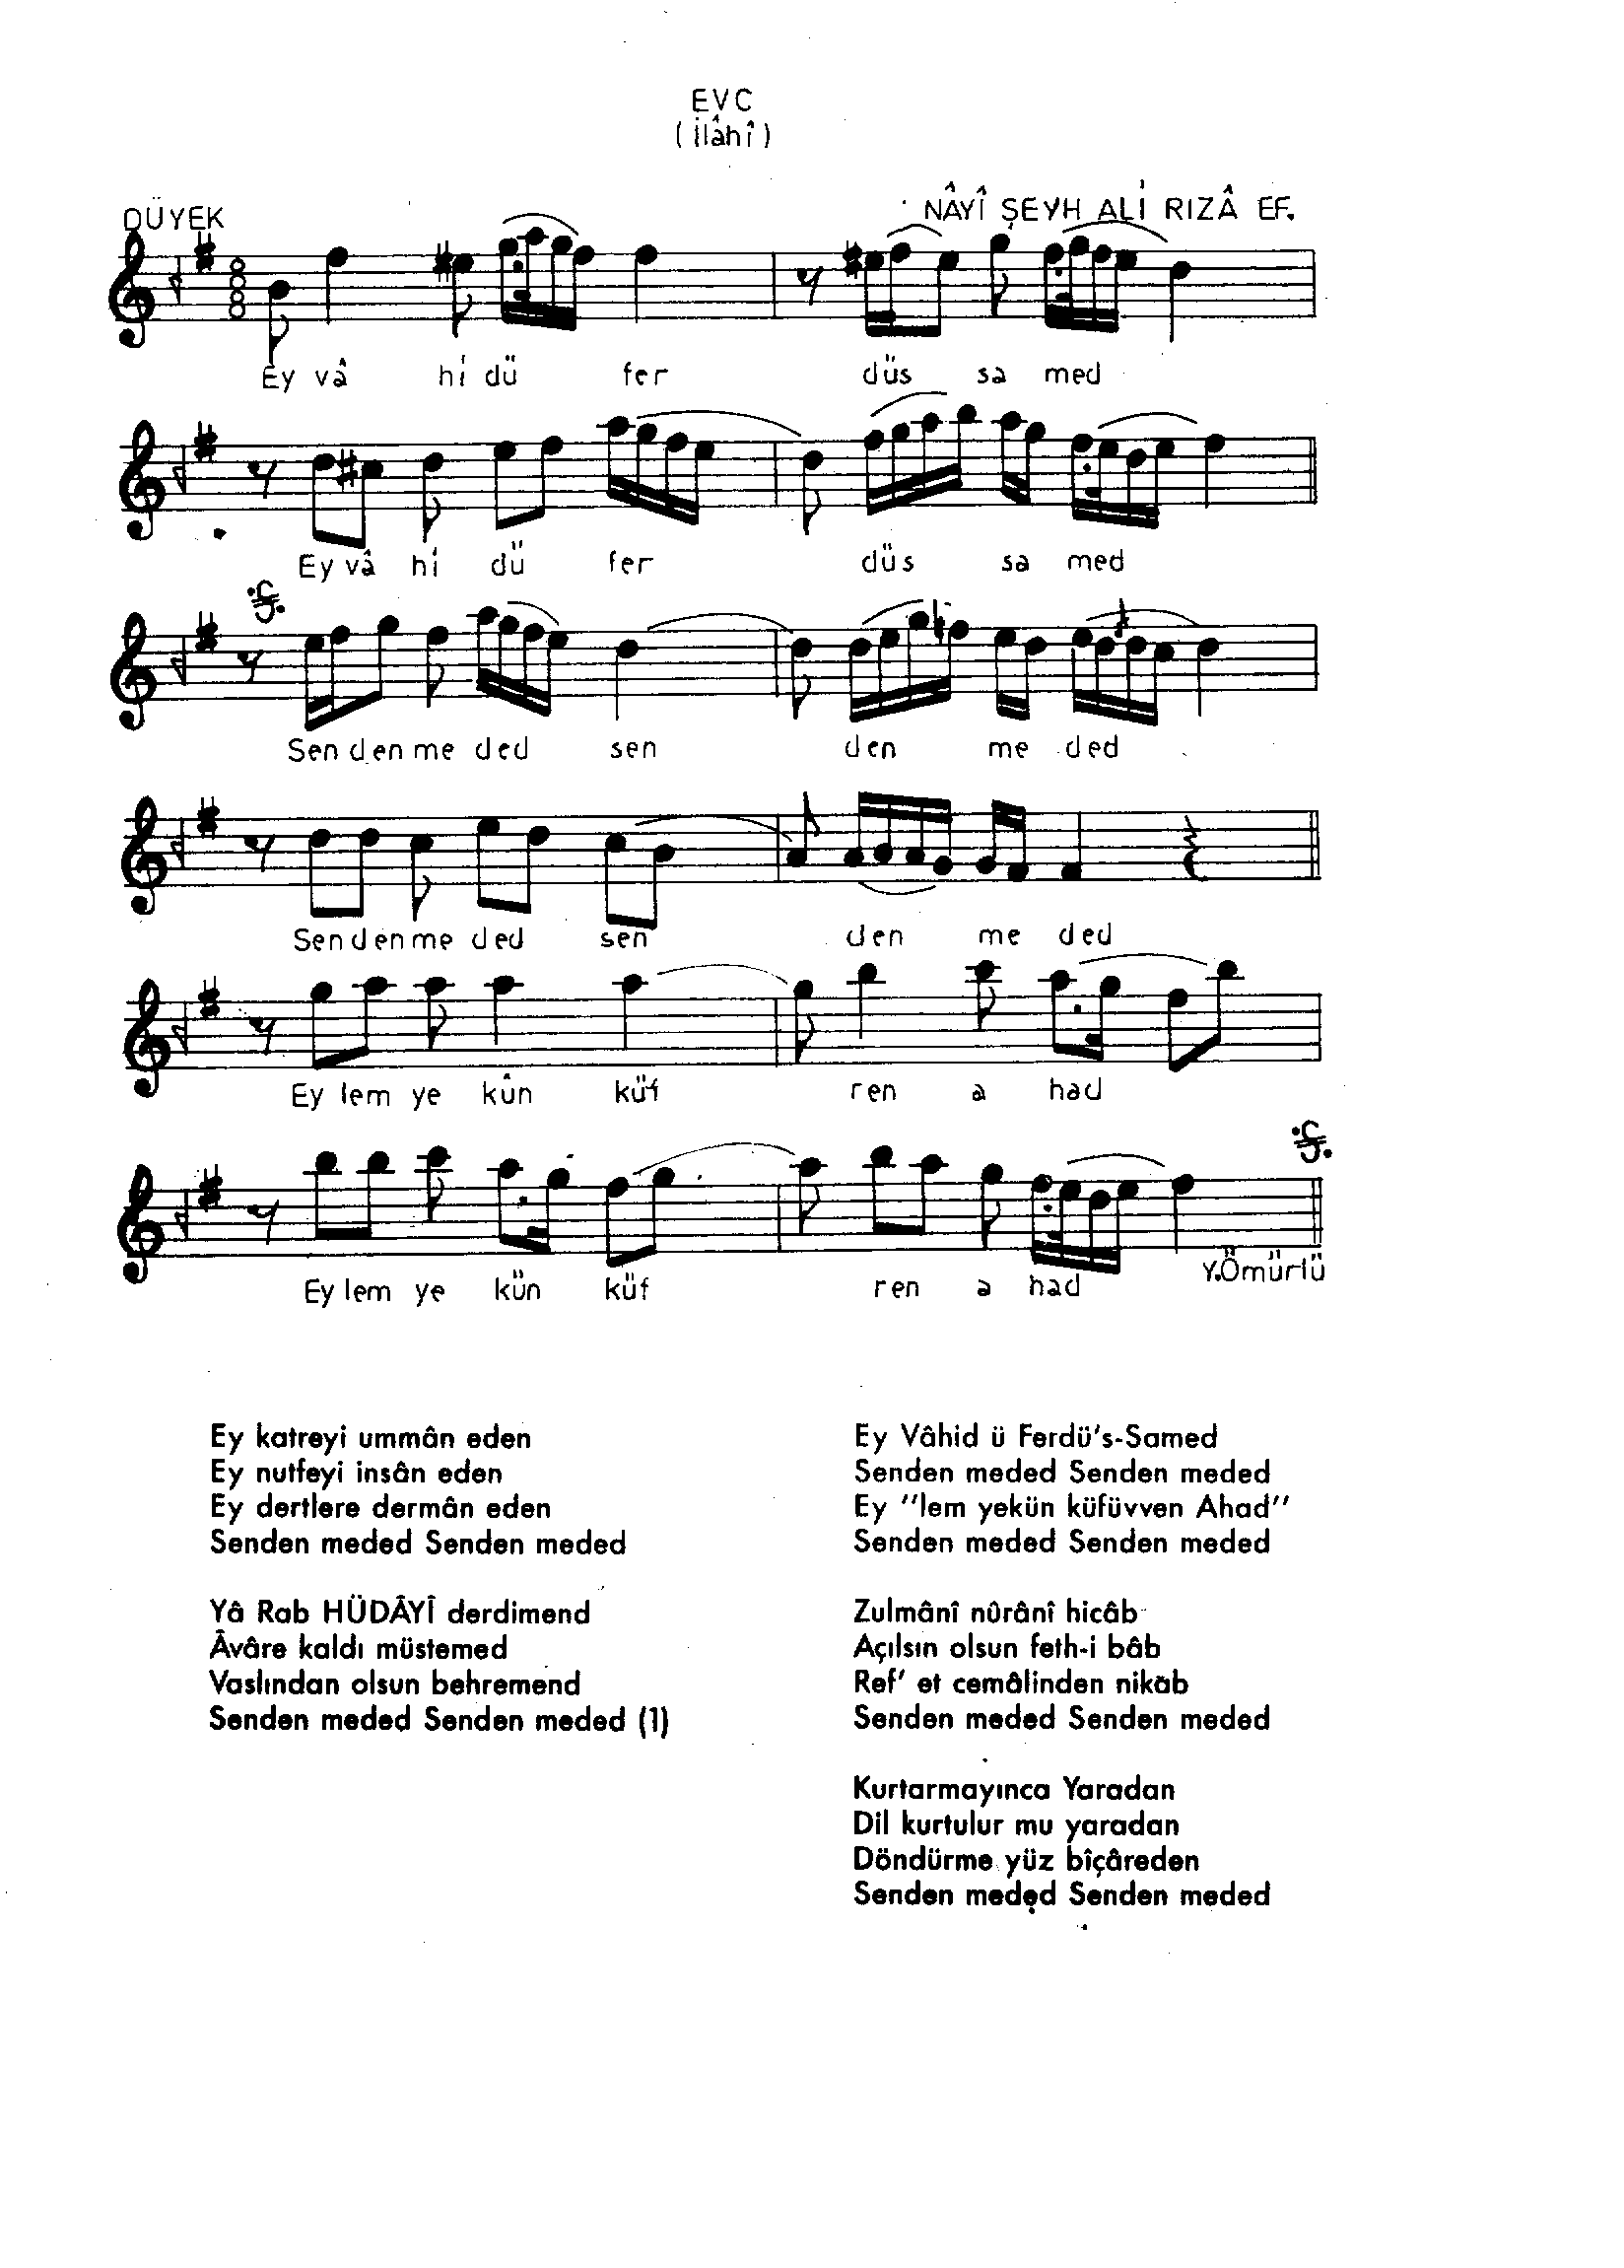 EVC
(İlâhî)
DÜYEK
NÂYÎ ŞEYH ALİ RIZÂ EF.
8
8
Ey vâ hi dü fer düs sa med
Ey vâ hi dü fer düs sa med
Sen den me ded sen den me ded
Sen den me ded sen den me ded
Ey lem ye kûn küf ren a had
Ey lem ye kün küf ren a had
Y.Ömürlü
Ey katreyi ummân eden
Ey nutfeyi insân eden
Ey dertlere dermân eden
Senden meded Senden meded
Yâ Rab HÜDÂYÎ derdimend
Âvâre kaldı müstemed
Vaslından olsun behremend
Senden meded Senden meded (1)
Ey Vâhid ü Ferdü's-Samed
Senden meded Senden meded
Ey "lem yekün küfüvven Ahad"
Senden meded Senden meded
Zulmânî nûrânî hicâb
Açılsın olsun feth-i bâb
Ref' et cemâlinden nikâb
Senden meded Senden meded
Kurtarmayınca Yaradan
Dil kurtulur mu yaradan
Döndürme yüz bîçâreden
Senden meded Senden meded